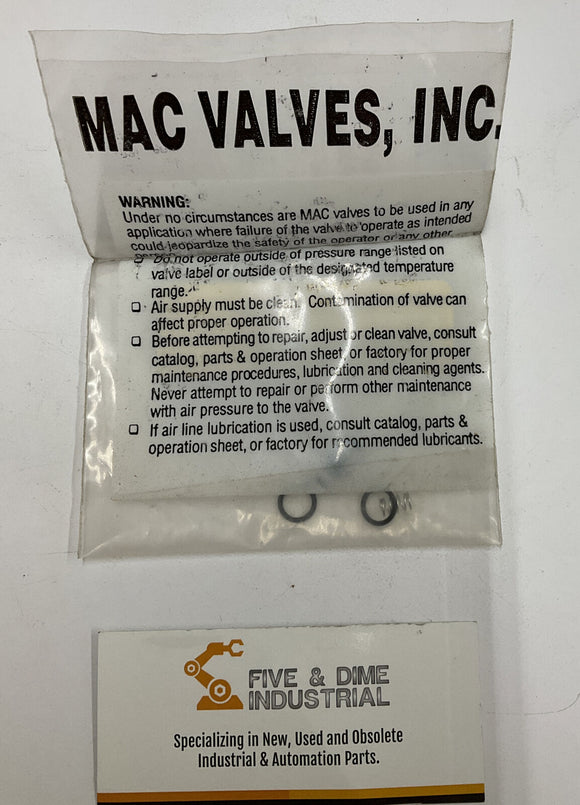 MAC VALVES, INC.
WARNING:
Under no circumstances are MAC valves to be used in any
application where failure of the valve to operate as intended
could jeopardize the safety of the operator or any other
Do not operate outside of pressure range listed on
valve label or outside of the designated temperature
range.
❑ Air supply must be clean. Contamination of valve can
affect proper operation.
❑ Before attempting to repair, adjust or clean valve, consult
catalog, parts & operation sheet, or factory for proper
maintenance procedures, lubrication and cleaning agents.
Never attempt to repair or perform other maintenance
with air pressure to the valve.
❑ If air line lubrication is used, consult catalog, parts &
operation sheet, or factory for recommended lubricants.
FIVE & DIME
INDUSTRIAL
Specializing in New, Used and Obsolete
Industrial & Automation Parts.